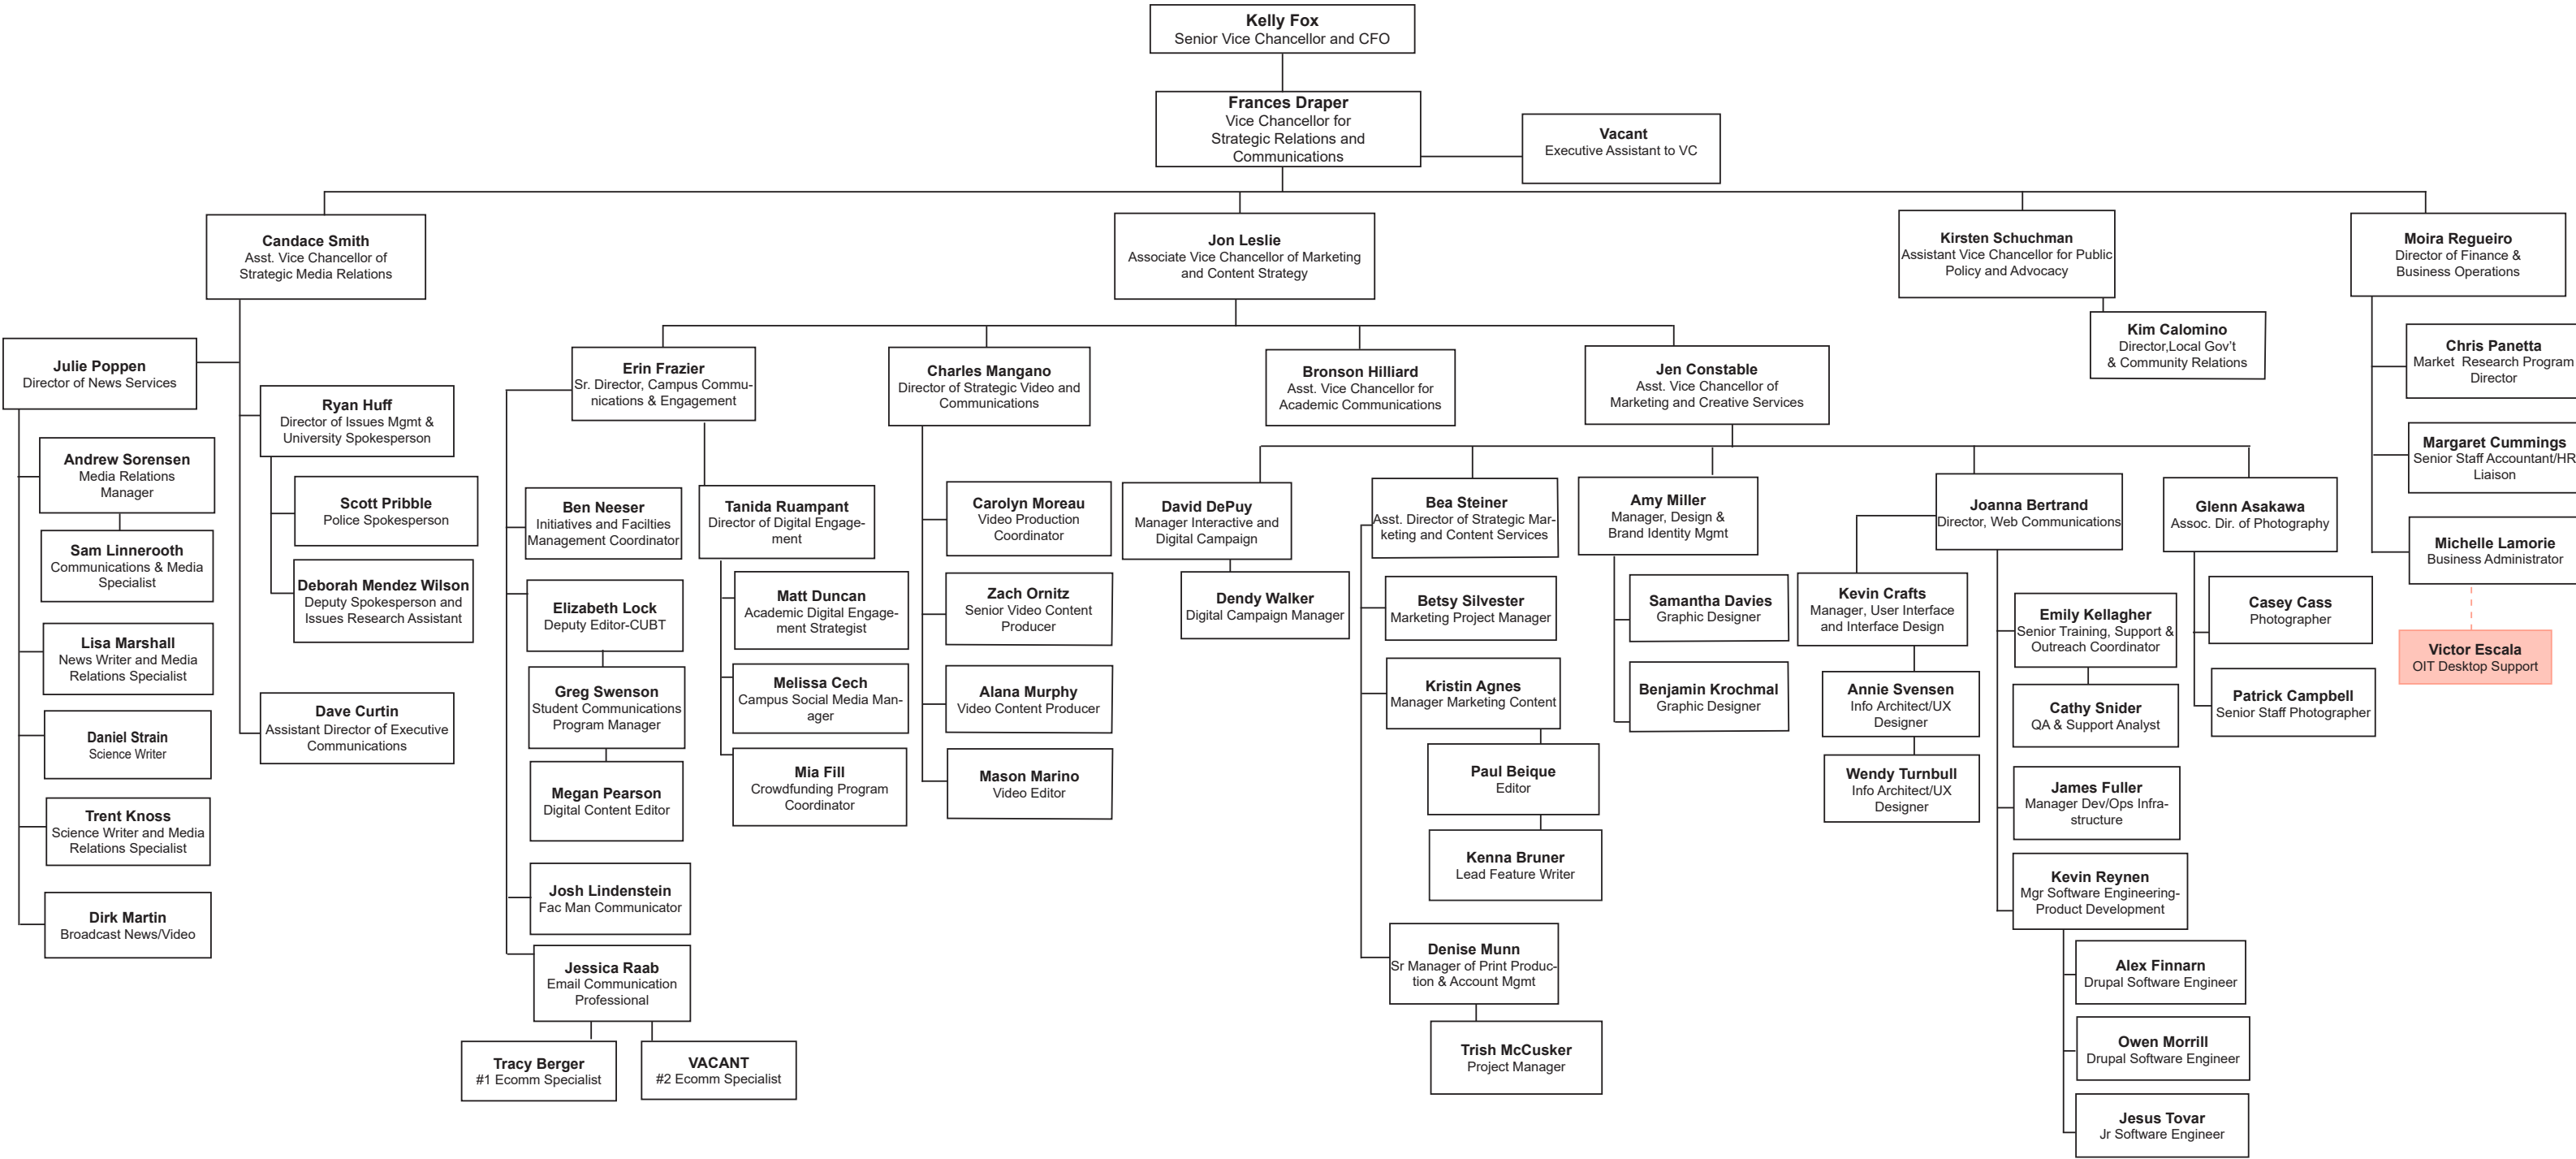 Kelly Fox
Senior Vice Chancellor and CFO
Frances Draper
Vice Chancellor for
Strategic Relations and
Communications
Vacant
Executive Assistant to VC
Candace Smith
Asst. Vice Chancellor of
Strategic Media Relations
Jon Leslie
Associate Vice Chancellor of Marketing
and Content Strategy
Kirsten Schuchman
Assistant Vice Chancellor for Public
Policy and Advocacy
Moira Regueiro
Director of Finance &
Business Operations
Kim Calomino
Director,Local Gov't
& Community Relations
Julie Poppen
Director of News Services
Andrew Sorensen
Media Relations
Manager
Sam Linnerooth
Communications & Media
Specialist
Lisa Marshall
News Writer and Media
Relations Specialist
Daniel Strain
Science Writer
Trent Knoss
Science Writer and Media
Relations Specialist
Dirk Martin
Broadcast News/Video
Ryan Huff
Director of Issues Mgmt &
University Spokesperson
Scott Pribble
Police Spokesperson
Deborah Mendez Wilson
Deputy Spokesperson and
Issues Research Assistant
Dave Curtin
Assistant Director of Executive
Communications
Erin Frazier
Sr. Director, Campus Commu-
nications & Engagement
Ben Neeser
Initiatives and Facilties
Management Coordinator
Elizabeth Lock
Deputy Editor-CUBT
Greg Swenson
Student Communications
Program Manager
Megan Pearson
Digital Content Editor
Josh Lindenstein
Fac Man Communicator
Jessica Raab
Email Communication
Professional
Tracy Berger
#1 Ecomm Specialist
VACANT
#2 Ecomm Specialist
Tanida Ruampant
Director of Digital Engage-
ment
Matt Duncan
Academic Digital Engage-
ment Strategist
Melissa Cech
Campus Social Media Man-
ager
Mia Fill
Crowdfunding Program
Coordinator
Charles Mangano
Director of Strategic Video and
Communications
Carolyn Moreau
Video Production
Coordinator
Zach Ornitz
Senior Video Content
Producer
Alana Murphy
Video Content Producer
Mason Marino
Video Editor
Bronson Hilliard
Asst. Vice Chancellor for
Academic Communications
Jen Constable
Asst. Vice Chancellor of
Marketing and Creative Services
David DePuy
Manager Interactive and
Digital Campaign
Dendy Walker
Digital Campaign Manager
Bea Steiner
Asst. Director of Strategic Mar-
keting and Content Services
Betsy Silvester
Marketing Project Manager
Kristin Agnes
Manager Marketing Content
Paul Beique
Editor
Kenna Bruner
Lead Feature Writer
Denise Munn
Sr Manager of Print Produc-
tion & Account Mgmt
Trish McCusker
Project Manager
Amy Miller
Manager, Design &
Brand Identity Mgmt
Samantha Davies
Graphic Designer
Benjamin Krochmal
Graphic Designer
Joanna Bertrand
Director, Web Communications
Kevin Crafts
Manager, User Interface
and Interface Design
Annie Svensen
Info Architect/UX
Designer
Wendy Turnbull
Info Architect/UX
Designer
Emily Kellagher
Senior Training, Support &
Outreach Coordinator
Cathy Snider
QA & Support Analyst
James Fuller
Manager Dev/Ops Infra-
structure
Kevin Reynen
Mgr Software Engineering-
Product Development
Alex Finnarn
Drupal Software Engineer
Owen Morrill
Drupal Software Engineer
Jesus Tovar
Jr Software Engineer
Glenn Asakawa
Assoc. Dir. of Photography
Casey Cass
Photographer
Patrick Campbell
Senior Staff Photographer
Chris Panetta
Market Research Program
Director
Margaret Cummings
Senior Staff Accountant/HR
Liaison
Michelle Lamorie
Business Administrator
Victor Escala
OIT Desktop Support